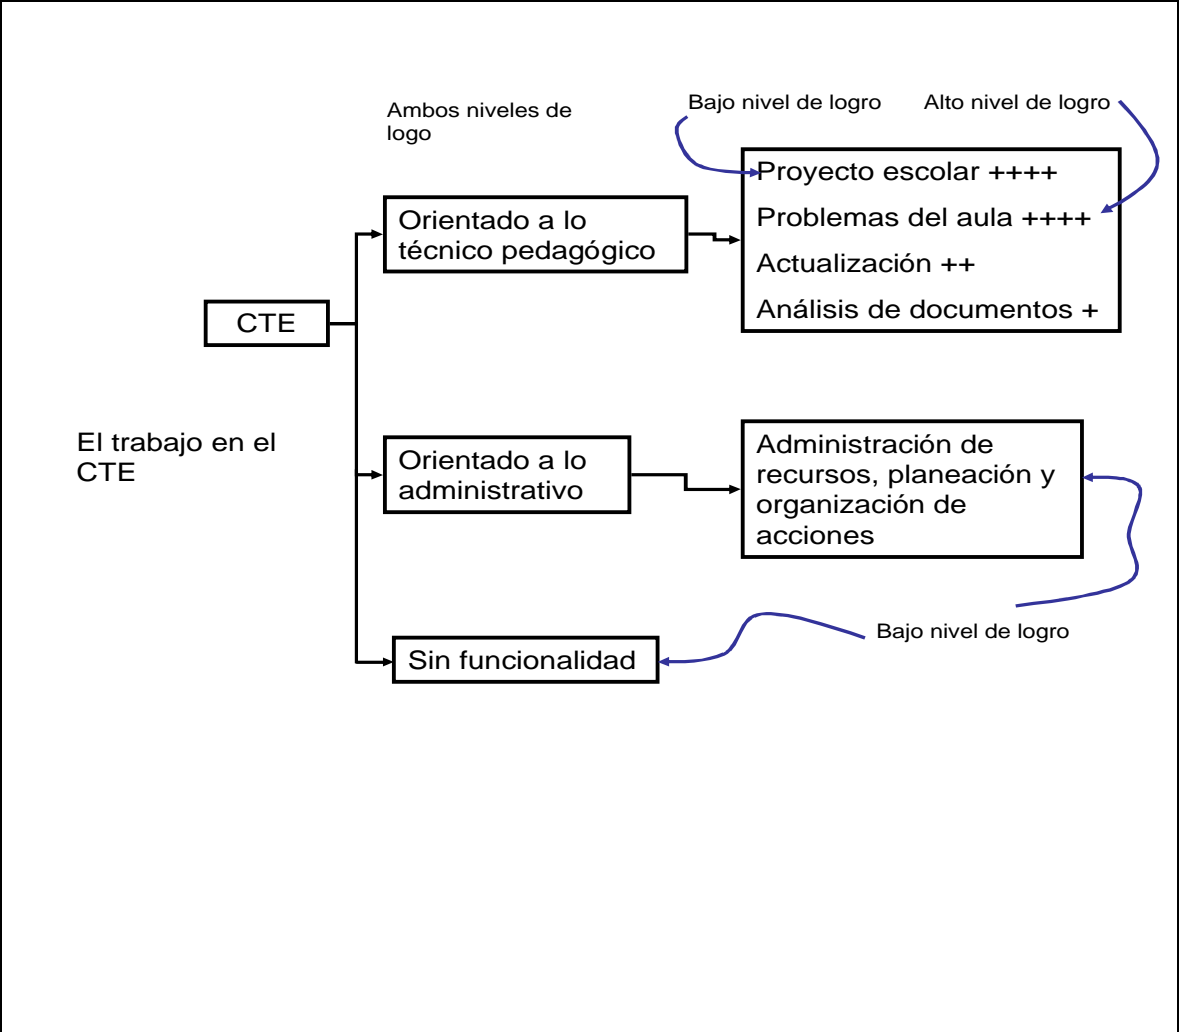 Ambos niveles de
logo
Bajo nivel de logro
Alto nivel de logro
Proyecto escolar ++++
Problemas del aula ++++
Actualización ++
Análisis de documentos +
Orientado a lo
técnico pedagógico
CTE
El trabajo en el
CTE
Orientado a lo
administrativo
Administración de
recursos, planeación y
organización de
acciones
Bajo nivel de logro
Sin funcionalidad